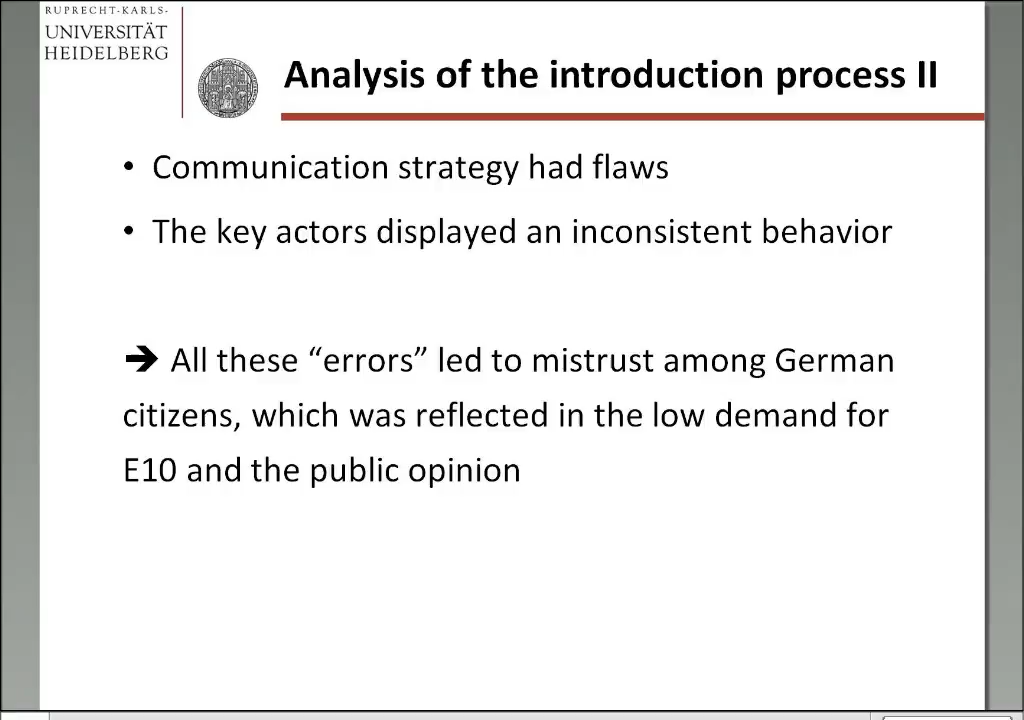 RUPRECHT-KARLS-
UNIVERSITÄT
HEIDELBERG
Analysis of the introduction process II
• Communication strategy had flaws
• The key actors displayed an inconsistent behavior
➔ All these “errors” led to mistrust among German
citizens, which was reflected in the low demand for
E10 and the public opinion